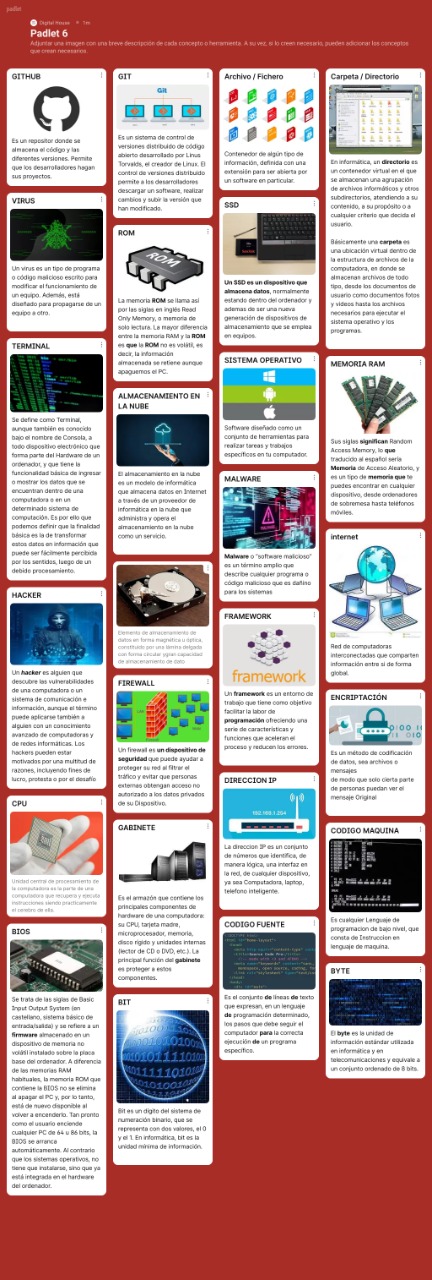 padlet
Digital House • 1m
Padlet 6
Adjuntar una imagen con una breve descripción de cada concepto o herramienta. A su vez, si lo creen necesario, pueden adicionar los conceptos
que crean necesarios.
GITHUB
Es un repositor donde se
almacena el código y las
diferentes versiones. Permite
que los desarrolladores hagan
sus proyectos.
VIRUS
Un virus es un tipo de programa
o código malicioso escrito para
modificar el funcionamiento de
un equipo. Además, está
diseñado para propagarse de un
equipo a otro.
TERMINAL
Se define como Terminal,
aunque también es conocido
bajo el nombre de Consola, a
todo dispositivo electrónico que
forma parte del Hardware de un
ordenador, y que tiene la
funcionalidad básica de ingresar
o mostrar los datos que se
encuentran dentro de una
computadora o en un
determinado sistema de
computación. Es por ello que
podemos definir que la finalidad
básica es la de transformar
estos datos en información que
puede ser fácilmente percibida
por los sentidos, luego de un
debido procesamiento.
HACKER
Un hacker es alguien que
descubre las vulnerabilidades
de una computadora o un
sistema de comunicación e
información, aunque el término
puede aplicarse también a
alguien con un conocimiento
avanzado de computadoras y
de redes informáticas. Los
hackers pueden estar
motivados por una multitud de
razones, incluyendo fines de
lucro, protesta o por el desafío
CPU
Unidad central de procesamiento de
la computadora es la parte de una
computadora que recupera y ejecuta
instrucciones siendo practicamente
el cerebro de ella.
BIOS
Se trata de las siglas de Basic
Input Output System (en
castellano, sistema básico de
entrada/salida) y se refiere a un
firmware almacenado en un
dispositivo de memoria no
volátil instalado sobre la placa
base del ordenador. A diferencia
de las memorias RAM
habituales, la memoria ROM que
contiene la BIOS no se elimina
al apagar el PC y, por lo tanto,
está de nuevo disponible al
volver a encenderlo. Tan pronto
como el usuario enciende
cualquier PC de 64 u 86 bits, la
BIOS se arranca
automáticamente. Al contrario
que los sistemas operativos, no
tiene que instalarse, sino que ya
está integrada en el hardware
del ordenador.
GIT
Git
Es un sistema de control de
versiones distribuido de código
abierto desarrollado por Linus
Torvalds, el creador de Linux. El
control de versiones distribuido
permite a los desarrolladores
descargar un software, realizar
cambios y subir la versión que
han modificado.
ROM
ROM
La memoria ROM se llama así
por las siglas en inglés Read
Only Memory, o memoria de
solo lectura. La mayor diferencia
entre la memoria RAM y la ROM
es que la ROM no es volátil, es
decir, la información
almacenada se retiene aunque
apaguemos el PC.
ALMACENAMIENTO EN
LA NUBE
El almacenamiento en la nube
es un modelo de informática
que almacena datos en Internet
a través de un proveedor de
informática en la nube que
administra y opera el
almacenamiento en la nube
como un servicio.
Elemento de almacenamiento de
datos en forma magnética u óptica,
constituido por una lámina delgada
con forma circular ygran capacidad
de almacenamiento de dato
FIREWALL
Un firewall es un dispositivo de
seguridad que puede ayudar a
proteger su red al filtrar el
tráfico y evitar que personas
externas obtengan acceso no
autorizado a los datos privados
de su Dispositivo.
GABINETE
Es el armazón que contiene los
principales componentes de
hardware de una computadora:
su CPU, tarjeta madre,
microprocesador, memoria,
disco rígido y unidades internas
(lector de CD o DVD, etc.). La
principal función del gabinete
es proteger a estos
componentes.
BIT
Bit es un dígito del sistema de
numeración binario, que se
representa con dos valores, el 0
y el 1. En informática, bit es la
unidad mínima de información.
Archivo / Fichero
Contenedor de algún tipo de
información, definida con una
extensión para ser abierta por
un software en particular.
SSD
Un SSD es un dispositivo que
almacena datos, normalmente
estando dentro del ordenador y
ademas de ser una nueva
generación de dispositivos de
almacenamiento que se emplea
en equipos.
SISTEMA OPERATIVO
Software diseñado como un
conjunto de herramientas para
realizar tareas y trabajos
especificos en tu computador.
MALWARE
Malware o "software malicioso"
es un término amplio que
describe cualquier programa o
código malicioso que es dañino
para los sistemas
FRAMEWORK
framework
Un framework es un entorno de
trabajo que tiene como objetivo
facilitar la labor de
programación ofreciendo una
serie de características y
funciones que aceleran el
proceso y reducen los errores.
DIRECCION IP
192.168.1.254
La direccion IP es un conjunto
de números que identifica, de
manera lógica, una interfaz en
la red, de cualquier dispositivo,
ya sea Computadora, laptop,
telefono inteligente.
CODIGO FUENTE
Es el conjunto de líneas de texto
que expresan, en un lenguaje
de programación determinado,
los pasos que debe seguir el
computador para la correcta
ejecución de un programa
específico.
Carpeta / Directorio
En informática, un directorio es
un contenedor virtual en el que
se almacenan una agrupación
de archivos informáticos y otros
subdirectorios, atendiendo a su
contenido, a su propósito o a
cualquier criterio que decida el
usuario.
Básicamente una carpeta es
una ubicación virtual dentro de
la estructura de archivos de la
computadora, en donde se
almacenan archivos de todo
tipo, desde los documentos de
usuario como documentos fotos
y videos hasta los archivos
necesarios para ejecutar el
sistema operativo y los
programas.
MEMORIA RAM
Sus siglas significan Random
Access Memory, lo que
traducido al español sería
Memoria de Acceso Aleatorio, y
es un tipo de memoria que te
puedes encontrar en cualquier
dispositivo, desde ordenadores
de sobremesa hasta teléfonos
móviles.
internet
Red de computadoras
interconectadas que comparten
información entre si de forma
global.
ENCRIPTACIÓN
Es un método de codificación
de datos, sea archivos o
mensajes
de modo que solo cierta parte
de personas puedan ver el
mensaje Original
CODIGO MAQUINA
Es cualquier Lenguaje de
programacion de bajo nivel, que
consta de Instruccion en
lenguaje de maquina.
BYTE
El byte es la unidad de
información estándar utilizada
en informática y en
telecomunicaciones y equivale a
un conjunto ordenado de 8 bits.